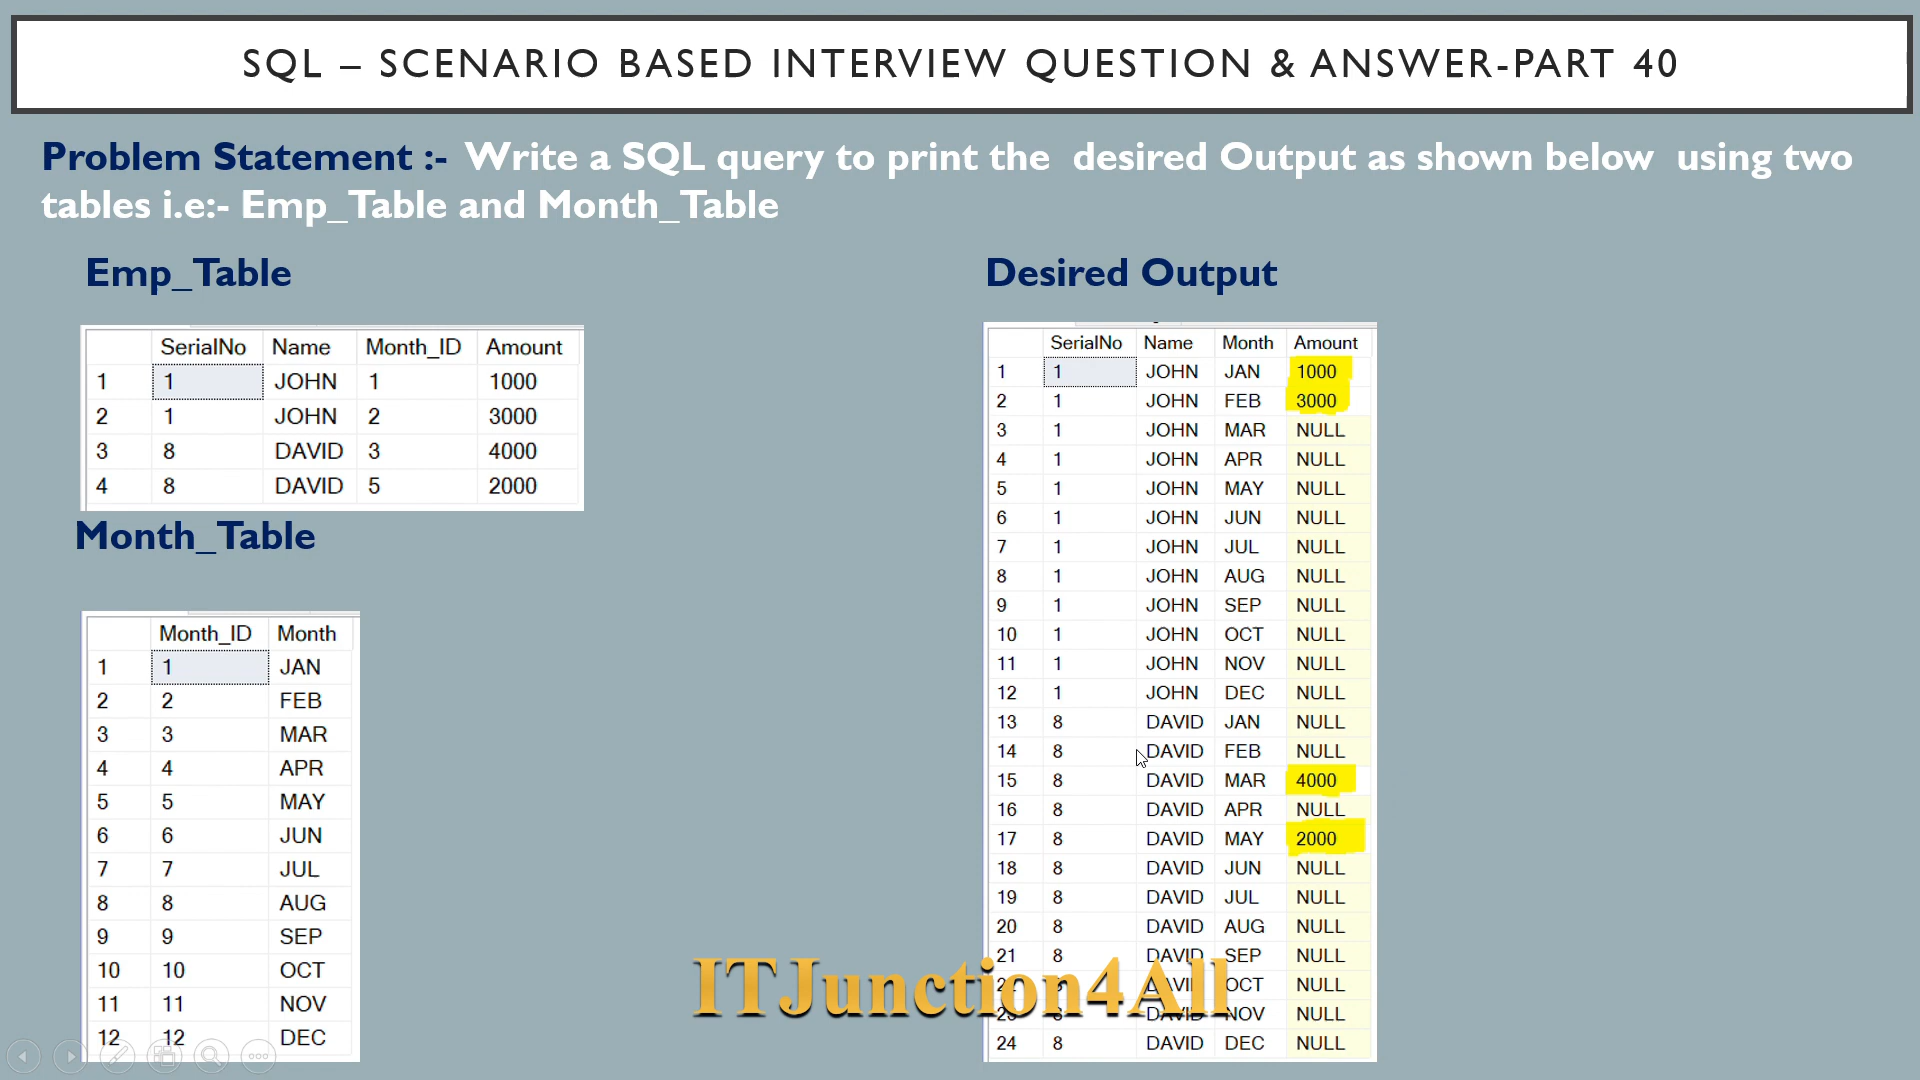 SQL – SCENARIO BASED INTERVIEW QUESTION & ANSWER-PART 40
Problem Statement :- Write a SQL query to print the desired Output as shown below using two
tables i.e:- Emp_Table and Month_Table
Emp_Table
SerialNo Name Month_ID Amount
1 1 JOHN 1 1000
2 1 JOHN 2 3000
3 8 DAVID 3 4000
4 8 DAVID 5 2000
Month_Table
Month_ID Month
1 1 JAN
2 2 FEB
3 3 MAR
4 4 APR
5 5 MAY
6 6 JUN
7 7 JUL
8 8 AUG
9 9 SEP
10 10 OCT
11 11 NOV
12 12 DEC
Desired Output
SerialNo Name Month Amount
1 1 JOHN JAN 1000
2 1 JOHN FEB 3000
3 1 JOHN MAR NULL
4 1 JOHN APR NULL
5 1 JOHN MAY NULL
6 1 JOHN JUN NULL
7 1 JOHN JUL NULL
8 1 JOHN AUG NULL
9 1 JOHN SEP NULL
10 1 JOHN OCT NULL
11 1 JOHN NOV NULL
12 1 JOHN DEC NULL
13 8 DAVID JAN NULL
14 8 DAVID FEB NULL
15 8 DAVID MAR 4000
16 8 DAVID APR NULL
17 8 DAVID MAY 2000
18 8 DAVID JUN NULL
19 8 DAVID JUL NULL
20 8 DAVID AUG NULL
21 8 DAVID SEP NULL
22 8 DAVID OCT NULL
23 8 DAVID NOV NULL
24 8 DAVID DEC NULL
ITJunction4All